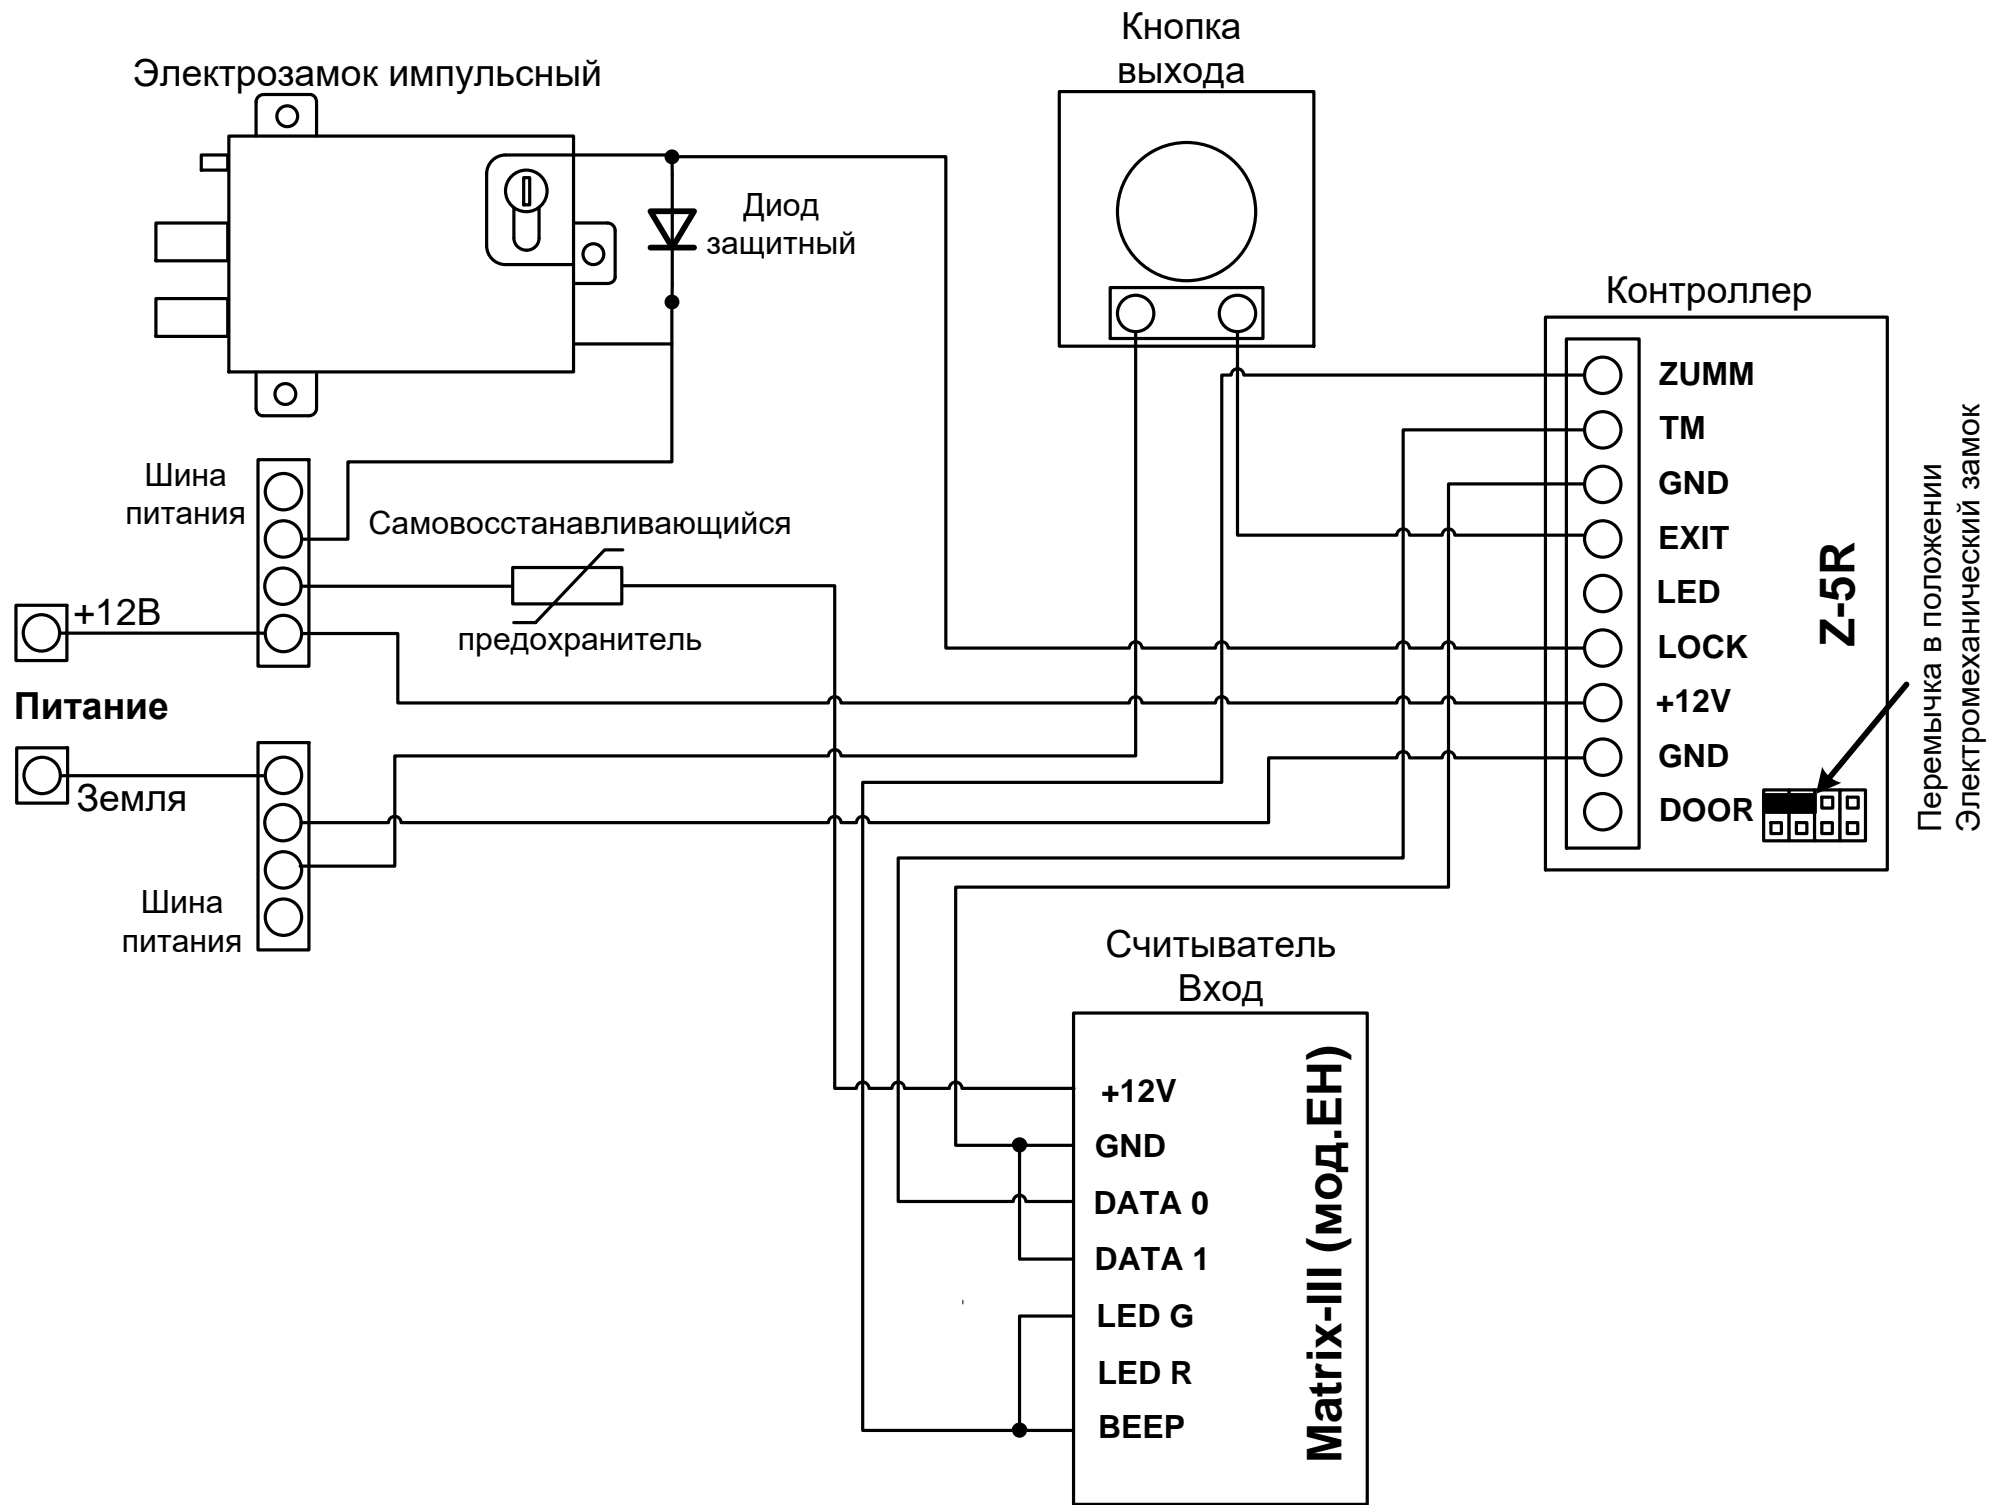 Кнопка
выхода
Электрозамок импульсный
Диод
защитный
Контроллер
ZUMM
TM
GND
EXIT
LED
LOCK
+12V
GND
DOOR
Z-5R
Перемычка в положении
Электромеханический замок
Шина
питания
Самовосстанавливающийся
предохранитель
+12В
Питание
Земля
Шина
питания
Считыватель
Вход
+12V
GND
DATA 0
DATA 1
LED G
LED R
BEEP
Matrix-III (мод.EH)